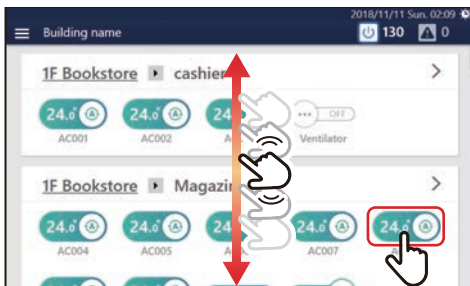 2018/11/11 Sun. 02:09
Building name 130 0
1F Bookstore cashier
24.0 A 24.0 A 24 ••• OFF
AC001 AC002 Ventilator
1F Bookstore
24.0 A 24.0 A 24 24.0 A 24.0 A
AC004 AC005 AC007